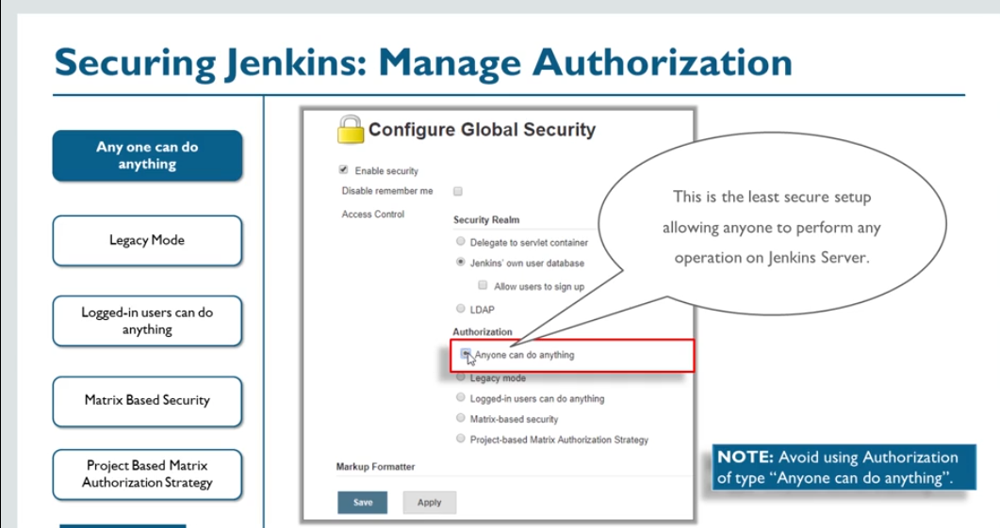 Securing Jenkins: Manage Authorization
Any one can do
anything
Legacy Mode
Logged-in users can do
anything
Matrix Based Security
Project Based Matrix
Authorization Strategy
Configure Global Security
Enable security
Disable remember me
Access Control
Security Realm
Delegate to servlet container
Jenkins' own user database
Allow users to sign up
LDAP
Authorization
Anyone can do anything
Legacy mode
Logged-in users can do anything
Matrix-based security
Project-based Matrix Authorization Strategy
Markup Formatter
Save
Apply
This is the least secure setup
allowing anyone to perform any
operation on Jenkins Server.
NOTE: Avoid using Authorization
of type “Anyone can do anything”.